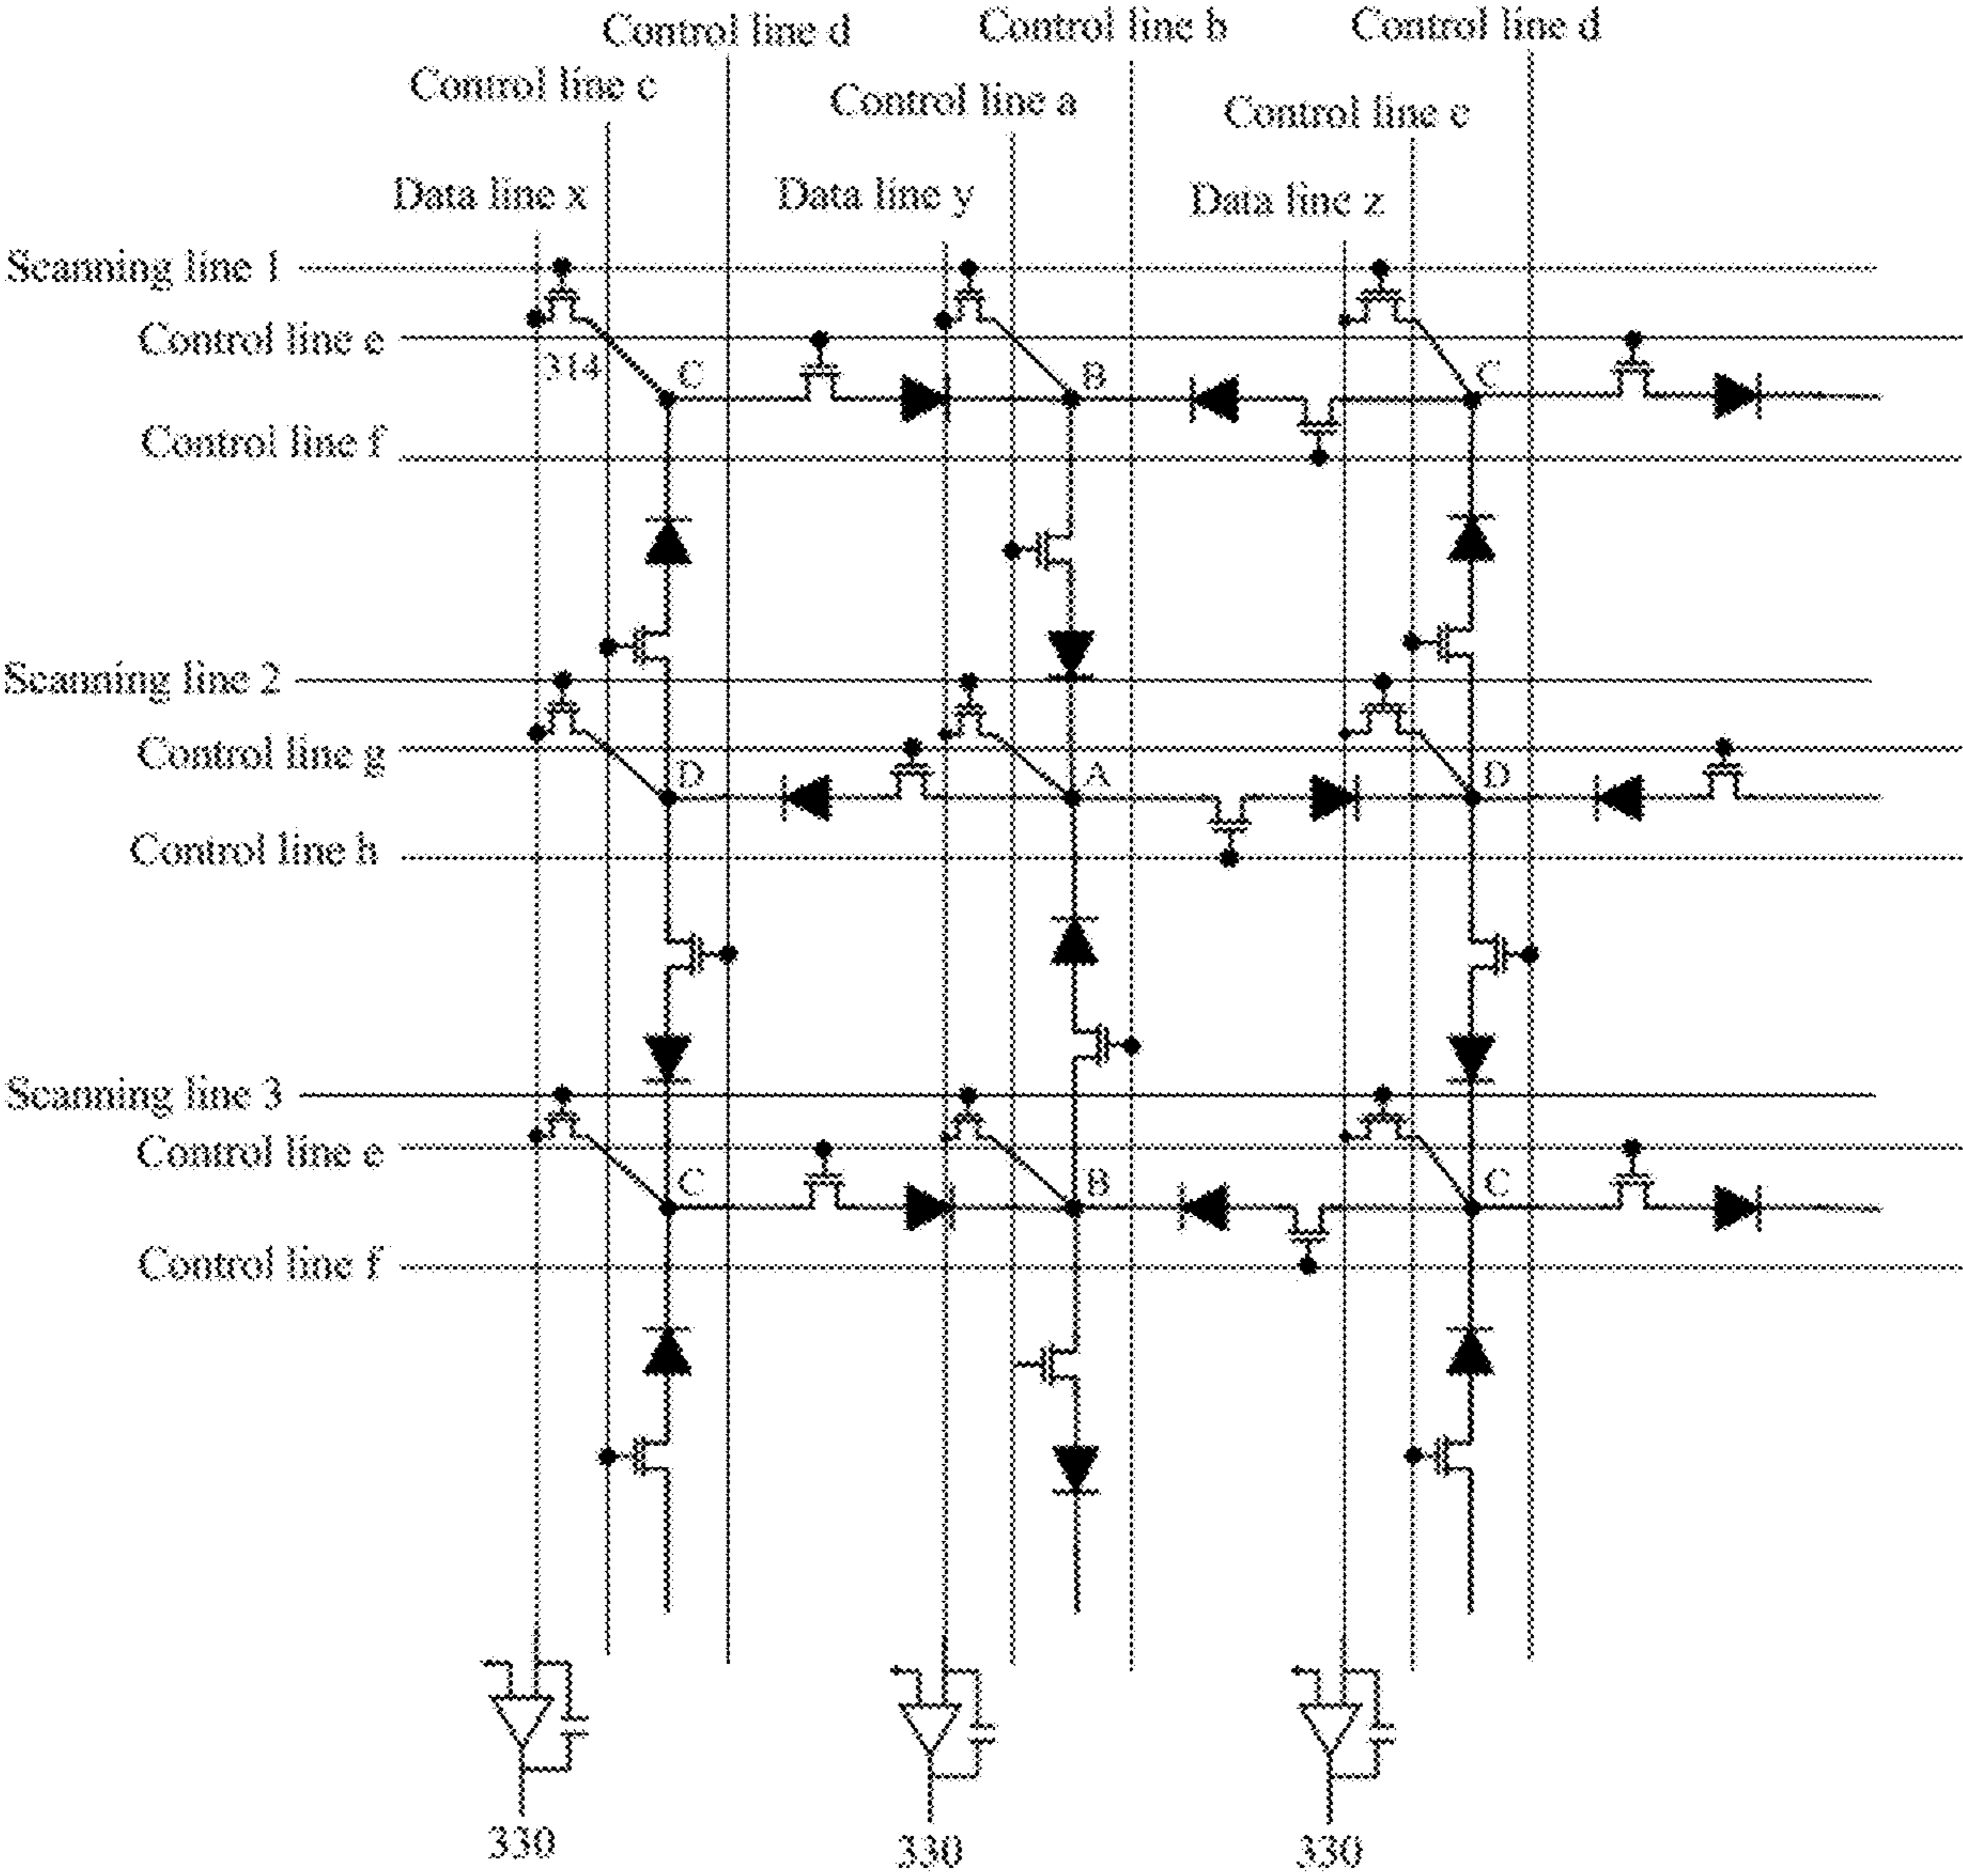 Control line d
Control line b
Control line d
Control line c
Control line a
Control line c
Data line x
Data line y
Data line z
Scanning line 1
Control line e
314
C
B
C
Control line f
Scanning line 2
Control line g
D
A
D
Control line h
Scanning line 3
Control line e
C
B
C
Control line f
330
330
330